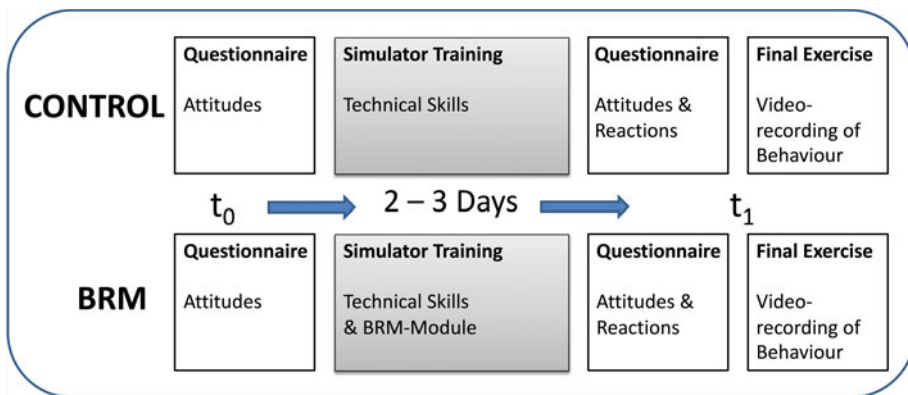 CONTROL
Questionnaire
Attitudes
Simulator Training
Technical Skills
Questionnaire
Attitudes &
Reactions
Final Exercise
Video-
recording of
Behaviour
t0
2 – 3 Days
t1
BRM
Questionnaire
Attitudes
Simulator Training
Technical Skills
& BRM-Module
Questionnaire
Attitudes &
Reactions
Final Exercise
Video-
recording of
Behaviour